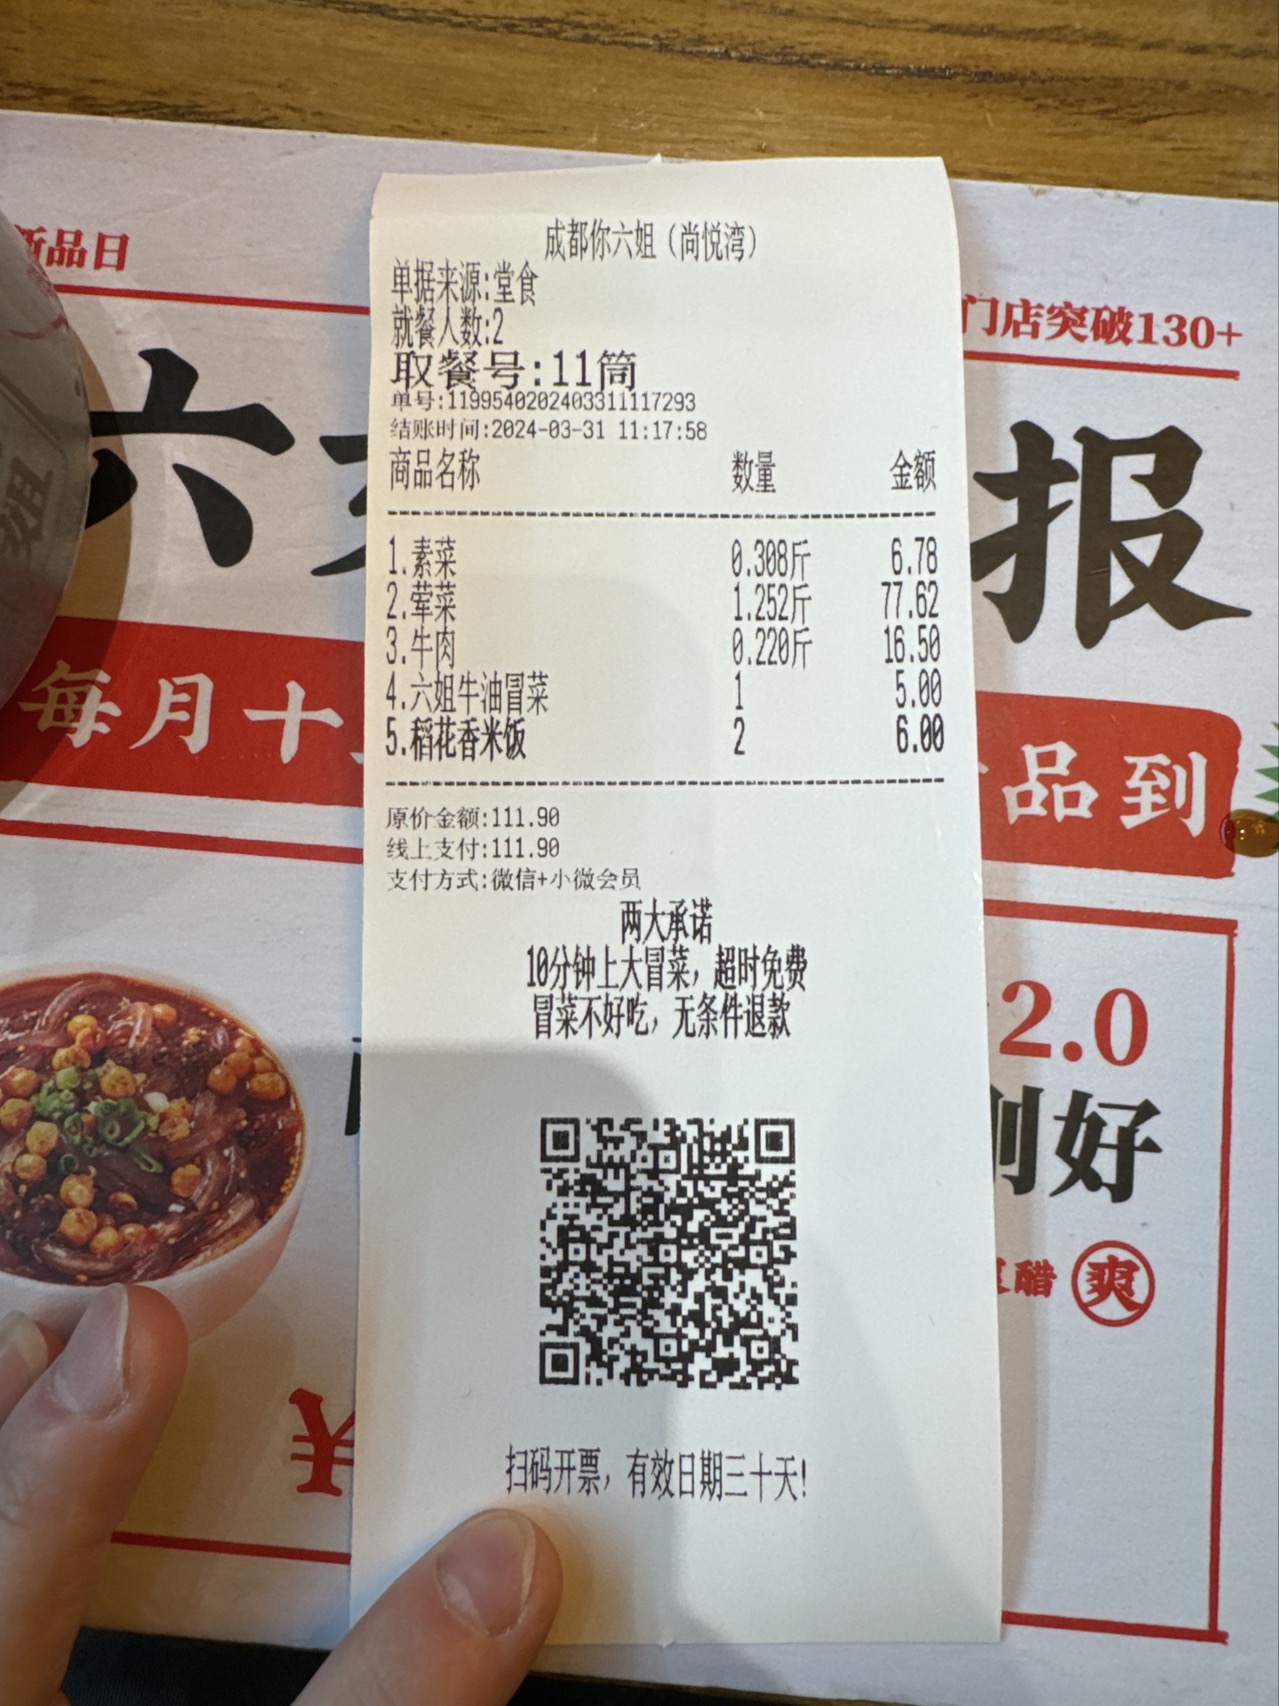 新品日
门店突破130+
六
报
每月十
品到
2.0
好
醋 爽
¥
姐
成都你六姐（尚悦湾）
单据来源:堂食
就餐人数:2
取餐号:11筒
单号:1199540202403311117293
结账时间:2024-03-31 11:17:58
商品名称 数量 金额
1.素菜 0.308斤 6.78
2.荤菜 1.252斤 77.62
3.牛肉 0.220斤 16.50
4.六姐牛油冒菜 1 5.00
5.稻花香米饭 2 6.00
原价金额:111.90
线上支付:111.90
支付方式:微信+小微会员
两大承诺
10分钟上大冒菜，超时免费
冒菜不好吃，无条件退款
扫码开票，有效日期三十天!